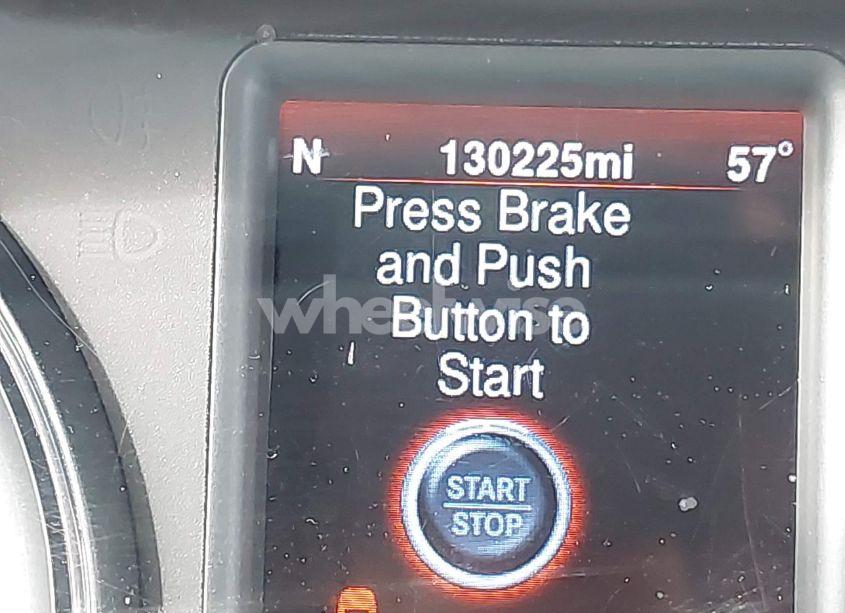 N 130225mi 57°
Press Brake
and Push
Button to
Start
START
STOP